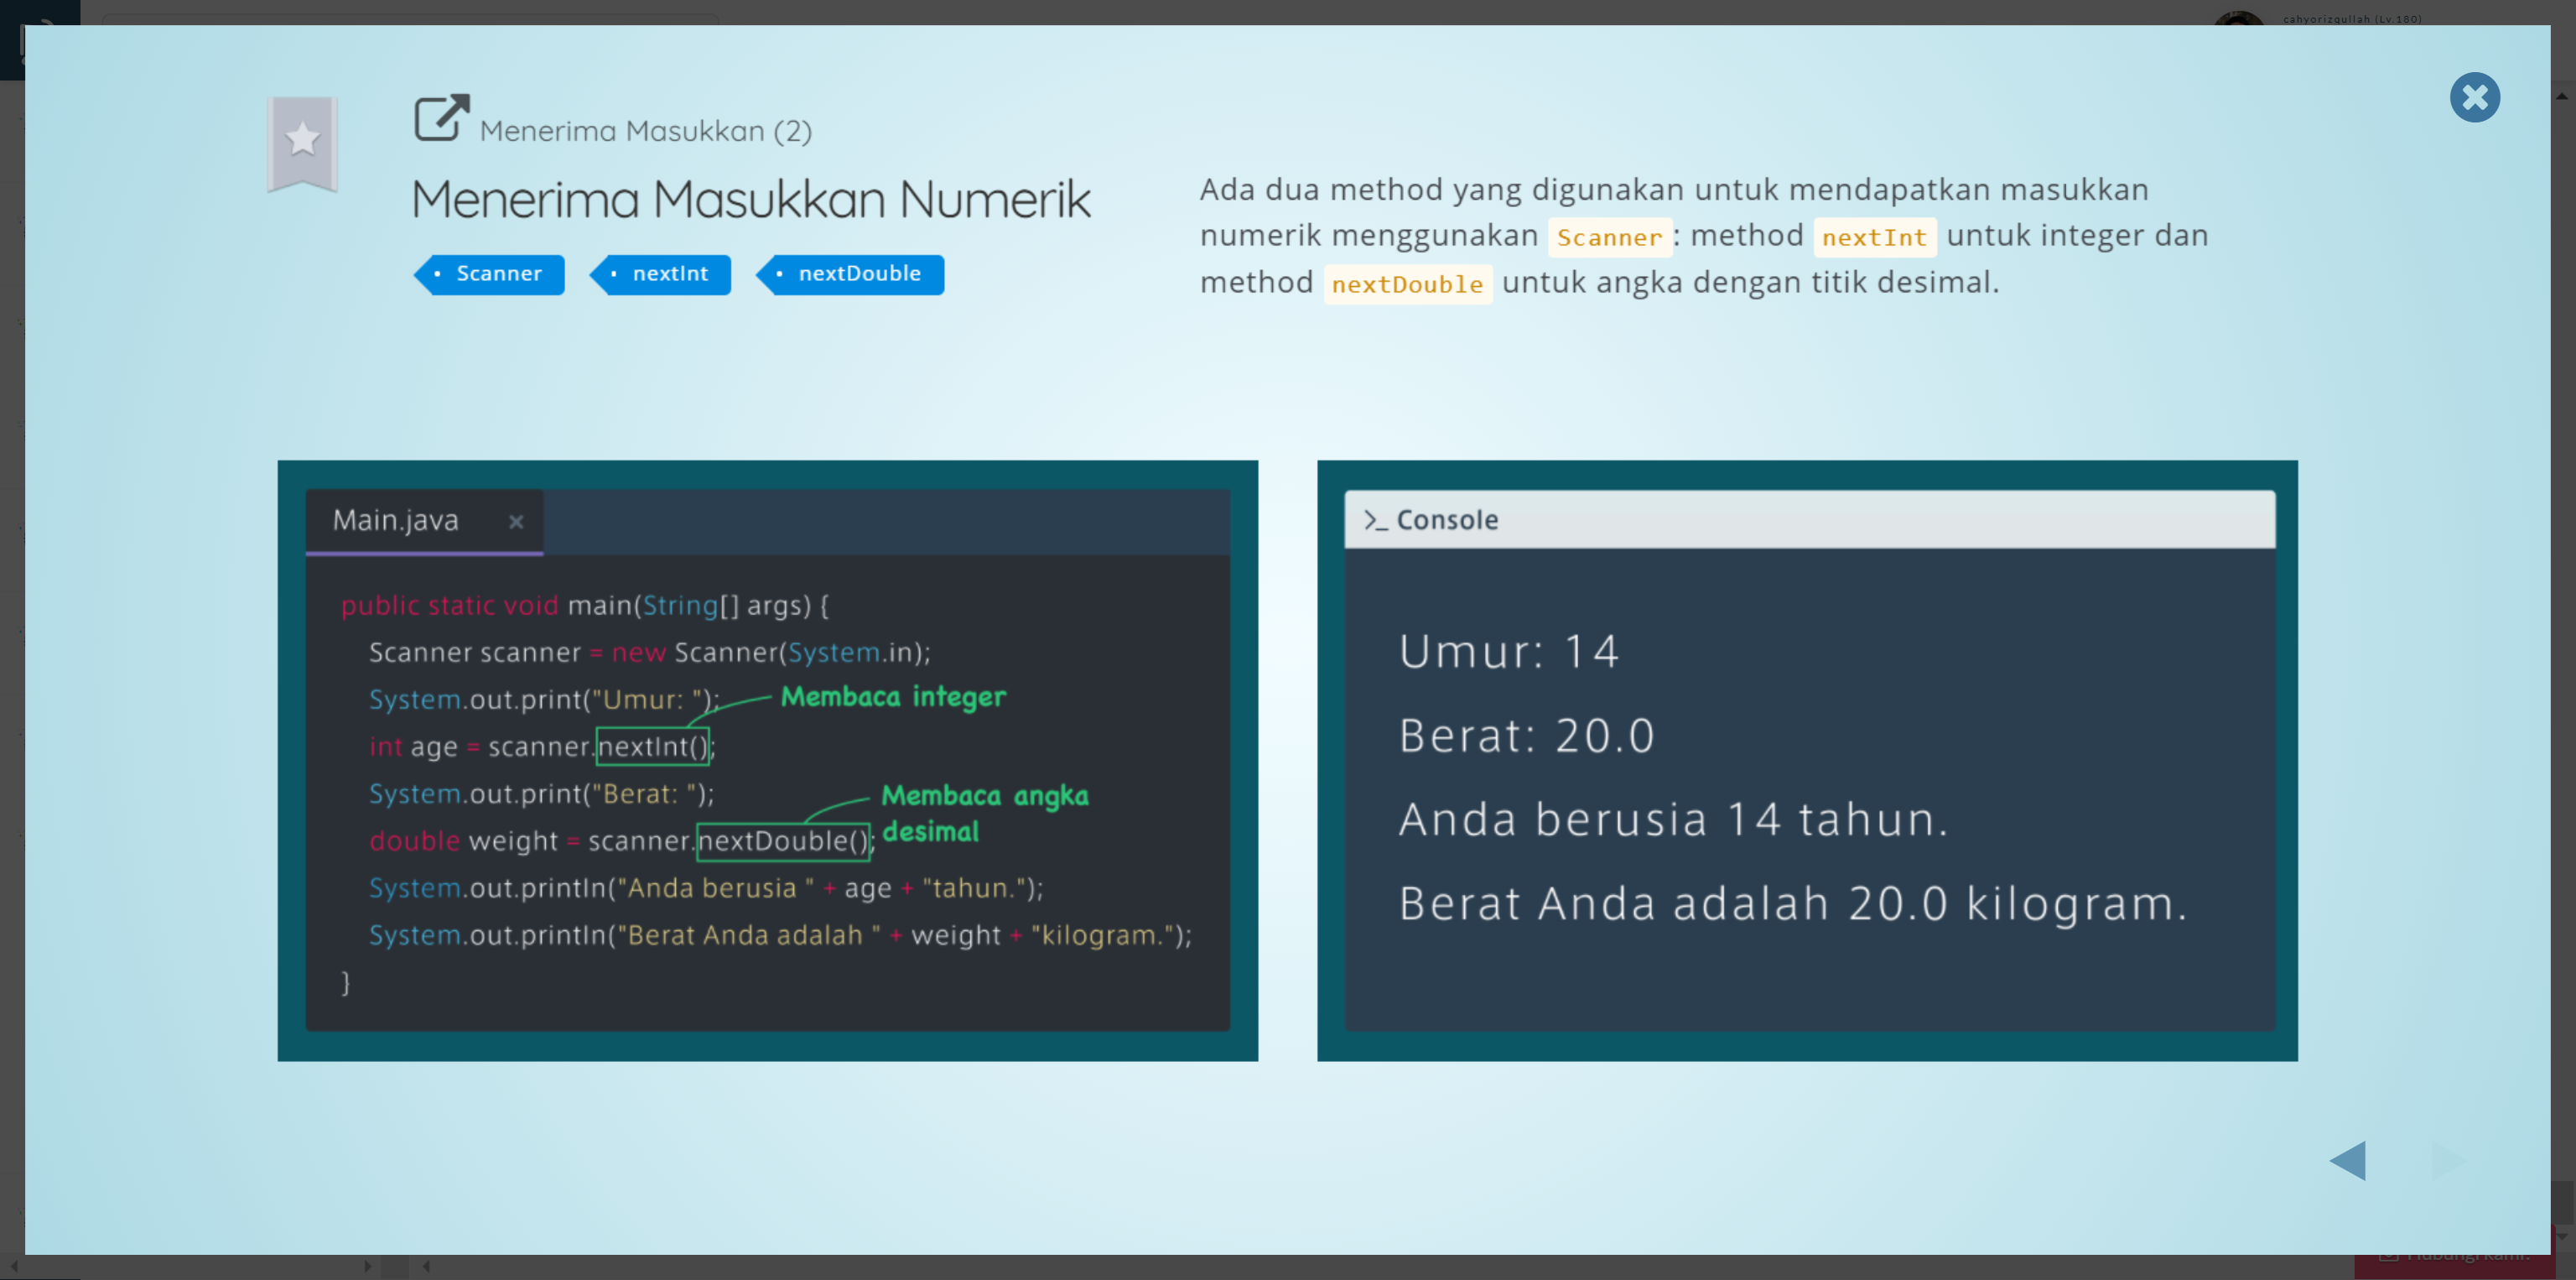 cahyorizqullah (Lv.180)
Menerima Masukkan (2)
Menerima Masukkan Numerik
Scanner
nextInt
nextDouble
Ada dua method yang digunakan untuk mendapatkan masukkan
numerik menggunakan Scanner: method nextInt untuk integer dan
method nextDouble untuk angka dengan titik desimal.
Main.java
public static void main(String[] args) {
Scanner scanner = new Scanner(System.in);
System.out.print("Umur: ");
Membaca integer
int age = scanner.nextInt();
System.out.print("Berat: ");
Membaca angka
desimal
double weight = scanner.nextDouble();
System.out.println("Anda berusia " + age + "tahun.");
System.out.println("Berat Anda adalah " + weight + "kilogram.");
}
>_ Console
Umur: 14
Berat: 20.0
Anda berusia 14 tahun.
Berat Anda adalah 20.0 kilogram.
Hubungi kami.